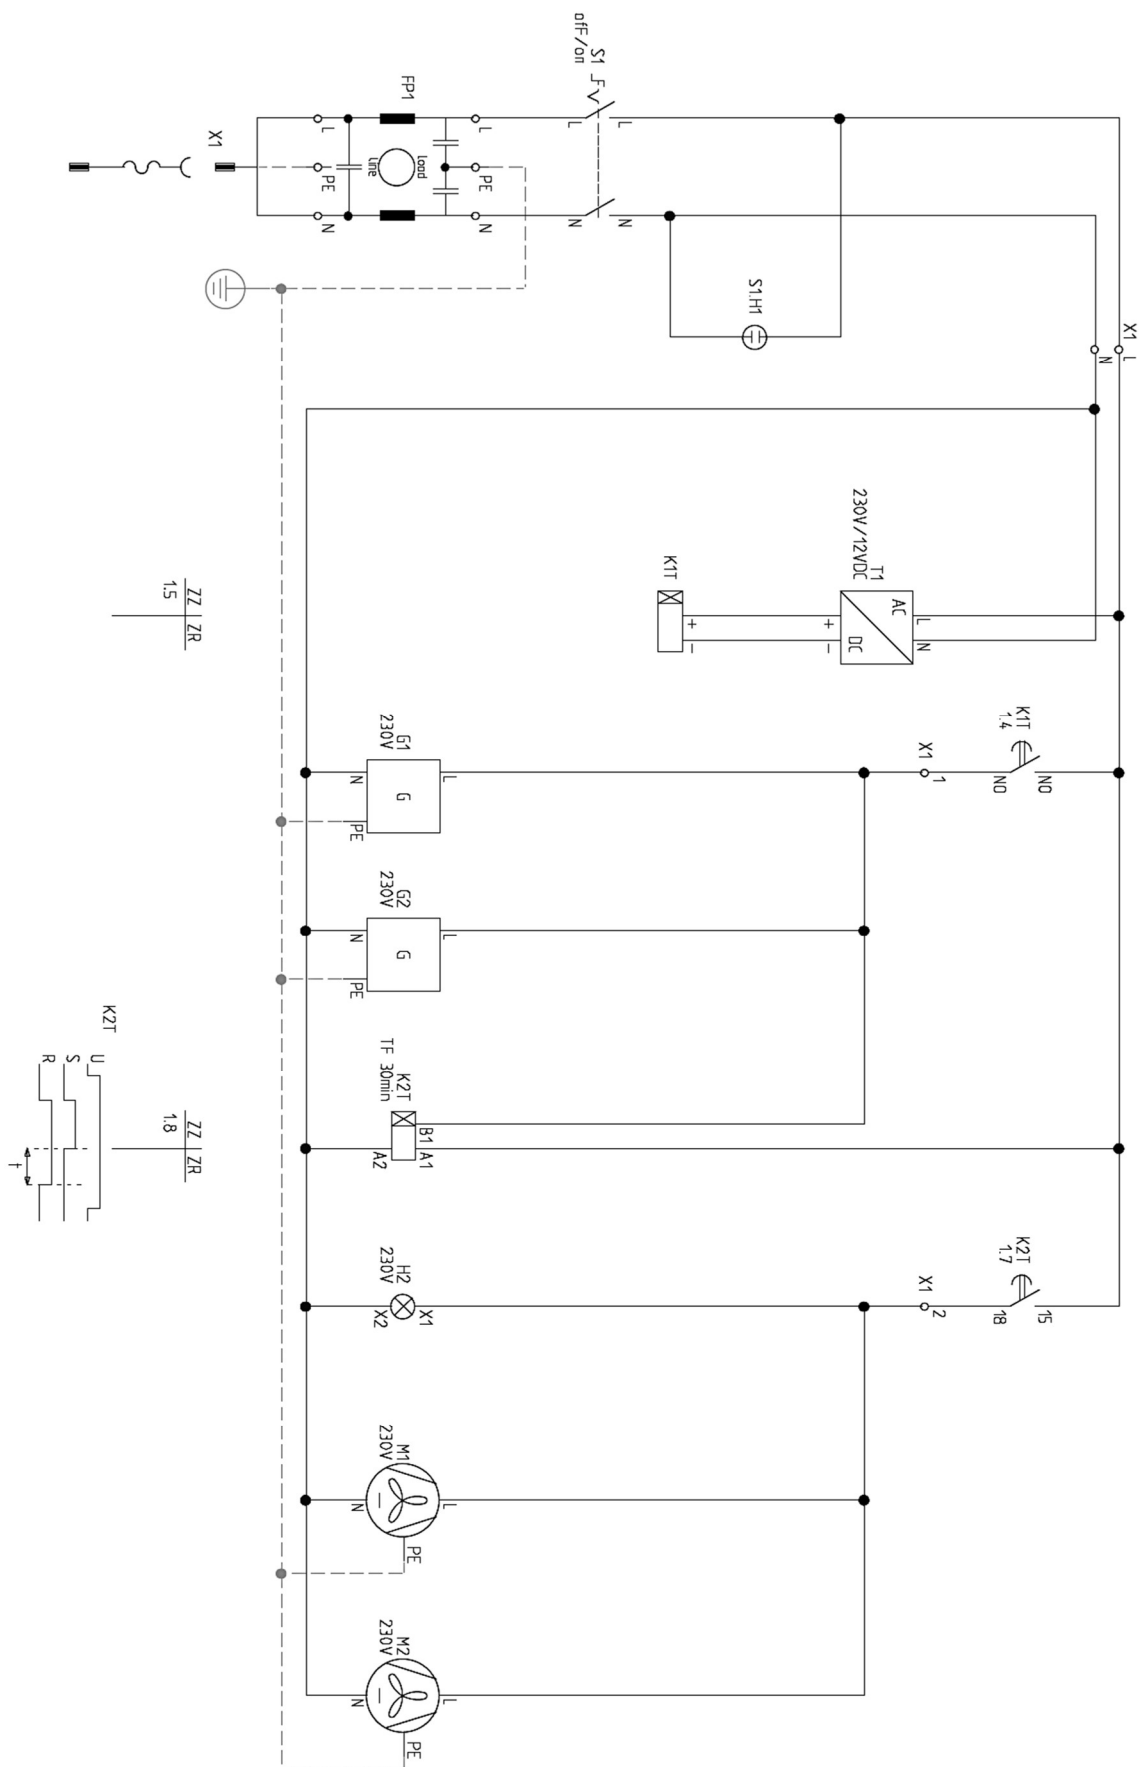 S1
off/on
L
N
L
N
FP1
L
PE
N
Load
Line
L
PE
N
X1
S1.H1
X1
L
N
T1
230V/12VDC
AC
DC
L
N
+
-
K1T
+
-
ZZ
ZR
1.5
K1T
1.4
NO
NO
X1
1
G1
230V
G
L
N
PE
G2
230V
G
L
N
PE
K2T
TF 30min
B1
A1
A2
ZZ
ZR
1.8
K2T
U
S
R
t
K2T
1.7
15
18
X1
2
H2
230V
X1
X2
M1
230V
L
N
PE
M2
230V
L
N
PE